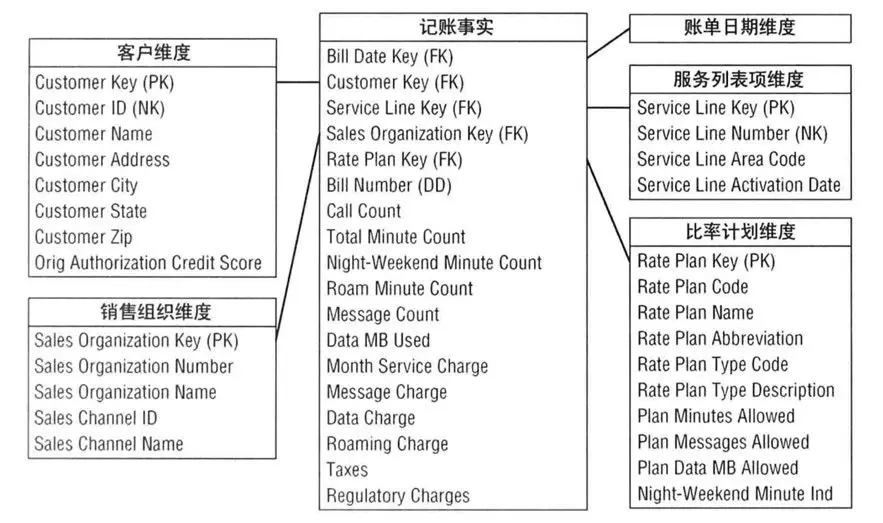 客户维度
Customer Key (PK)
Customer ID (NK)
Customer Name
Customer Address
Customer City
Customer State
Customer Zip
Orig Authorization Credit Score
销售组织维度
Sales Organization Key (PK)
Sales Organization Number
Sales Organization Name
Sales Channel ID
Sales Channel Name
记账事实
Bill Date Key (FK)
Customer Key (FK)
Service Line Key (FK)
Sales Organization Key (FK)
Rate Plan Key (FK)
Bill Number (DD)
Call Count
Total Minute Count
Night-Weekend Minute Count
Roam Minute Count
Message Count
Data MB Used
Month Service Charge
Message Charge
Data Charge
Roaming Charge
Taxes
Regulatory Charges
账单日期维度
服务列表项维度
Service Line Key (PK)
Service Line Number (NK)
Service Line Area Code
Service Line Activation Date
比率计划维度
Rate Plan Key (PK)
Rate Plan Code
Rate Plan Name
Rate Plan Abbreviation
Rate Plan Type Code
Rate Plan Type Description
Plan Minutes Allowed
Plan Messages Allowed
Plan Data MB Allowed
Night-Weekend Minute Ind